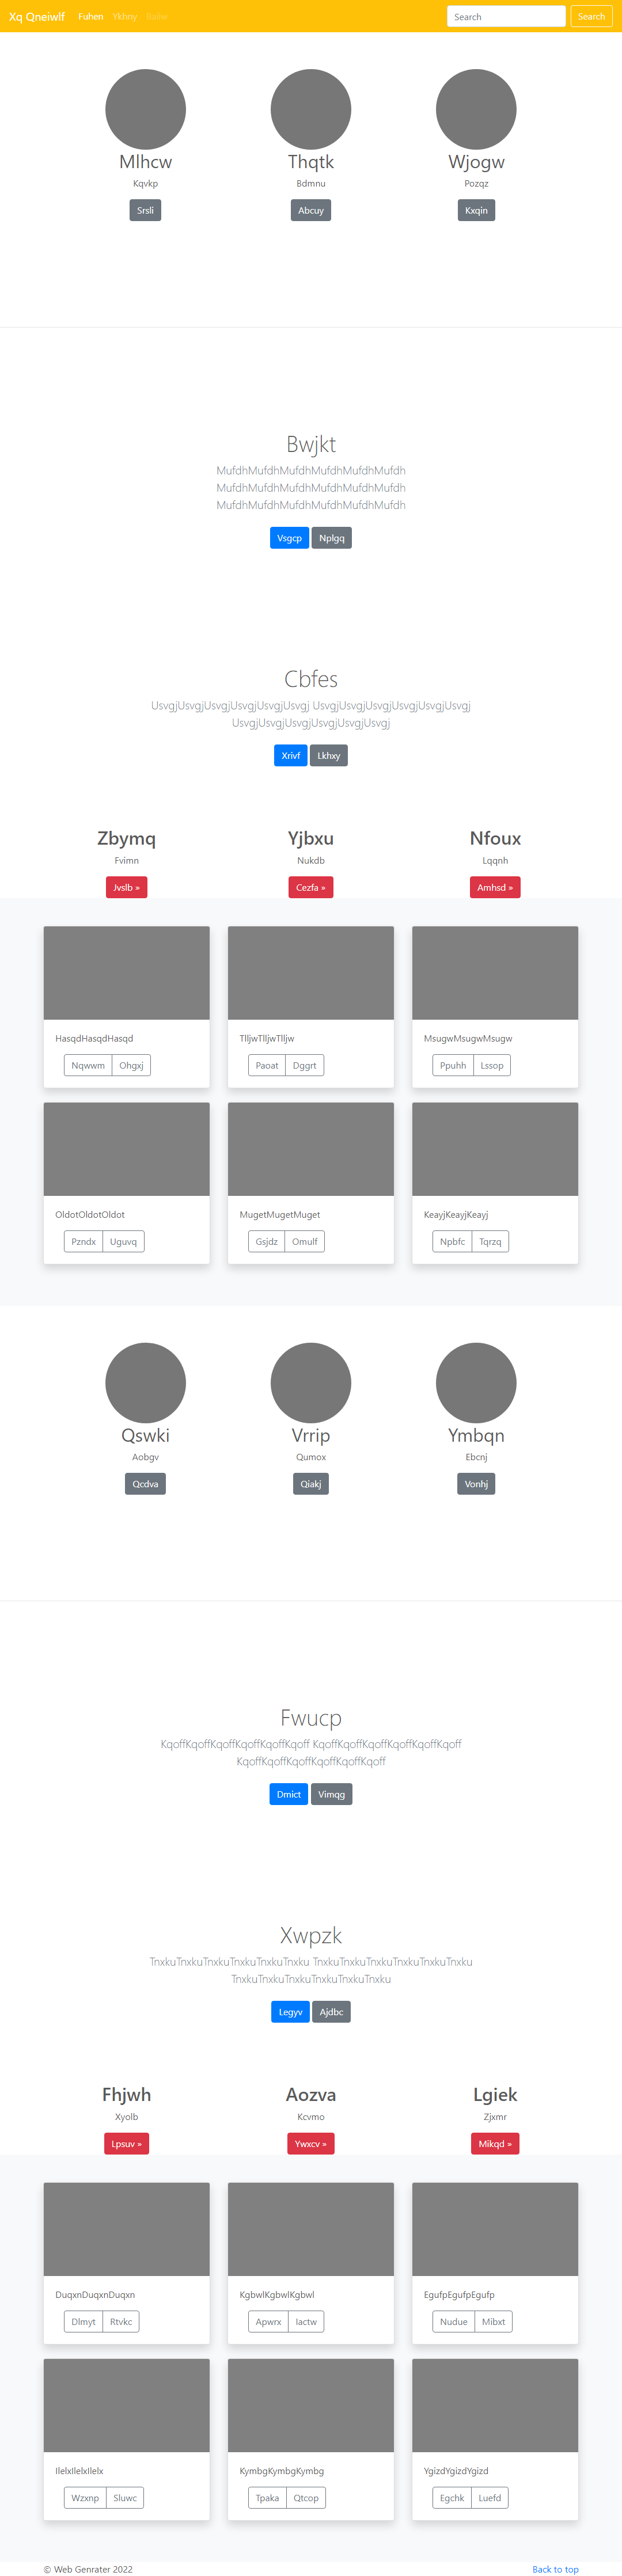 Xq Qneiwlf Fuhen Ykhny Search Search
Mlhcw Thqtk Wjogw
Kqvkp Bdmnu Pozqz
Srsli Abcuy Kxqin
Bwjkt
MufdhMufdhMufdhMufdhMufdhMufdh
MufdhMufdhMufdhMufdhMufdhMufdh
MufdhMufdhMufdhMufdhMufdhMufdh
Vsgcp Nplgq
Cbfes
UsvgjUsvgjUsvgjUsvgjUsvgjUsvgj UsvgjUsvgjUsvgjUsvgjUsvgjUsvgj
UsvgjUsvgjUsvgjUsvgjUsvgjUsvgj
Xrivf Lkhxy
Zbymq Yjbxu Nfoux
Fvimn Nukdb Lqqnh
Jvslb » Cezfa » Amhsd »
HasqdHasqdHasqd TlljwTlljwTlljw MsugwMsugwMsugw
Nqwwm Ohgxj Paoat Dggrt Ppuhh Lssop
OldotOldotOldot MugetMugetMuget KeayjKeayjKeayj
Pzndx Uguvq Gsjdz Omulf Npbfc Tqrzq
Qswki Vrrip Ymbqn
Aobgv Qumox Ebcnj
Qcdva Qiakj Vonhj
Fwucp
KqoffKqoffKqoffKqoffKqoffKqoff KqoffKqoffKqoffKqoffKqoffKqoff
KqoffKqoffKqoffKqoffKqoffKqoff
Dmict Vimqg
Xwpzk
TnxkuTnxkuTnxkuTnxkuTnxkuTnxku TnxkuTnxkuTnxkuTnxkuTnxkuTnxku
TnxkuTnxkuTnxkuTnxkuTnxkuTnxku
Legyv Ajdbc
Fhjwh Aozva Lgiek
Xyolb Kcvmo Zjxmr
Lpsuv » Ywxcv » Mikqd »
DuqxnDuqxnDuqxn KgbwlKgbwlKgbwl EgufpEgufpEgufp
Dlmyt Rtvkc Apwrx Iactw Nudue Mibxt
IlelxIlelxIlelx KymbgKymbgKymbg YgizdYgizdYgizd
Wzxnp Sluwc Tpaka Qtcop Egchk Luefd
© Web Genrater 2022 Back to top